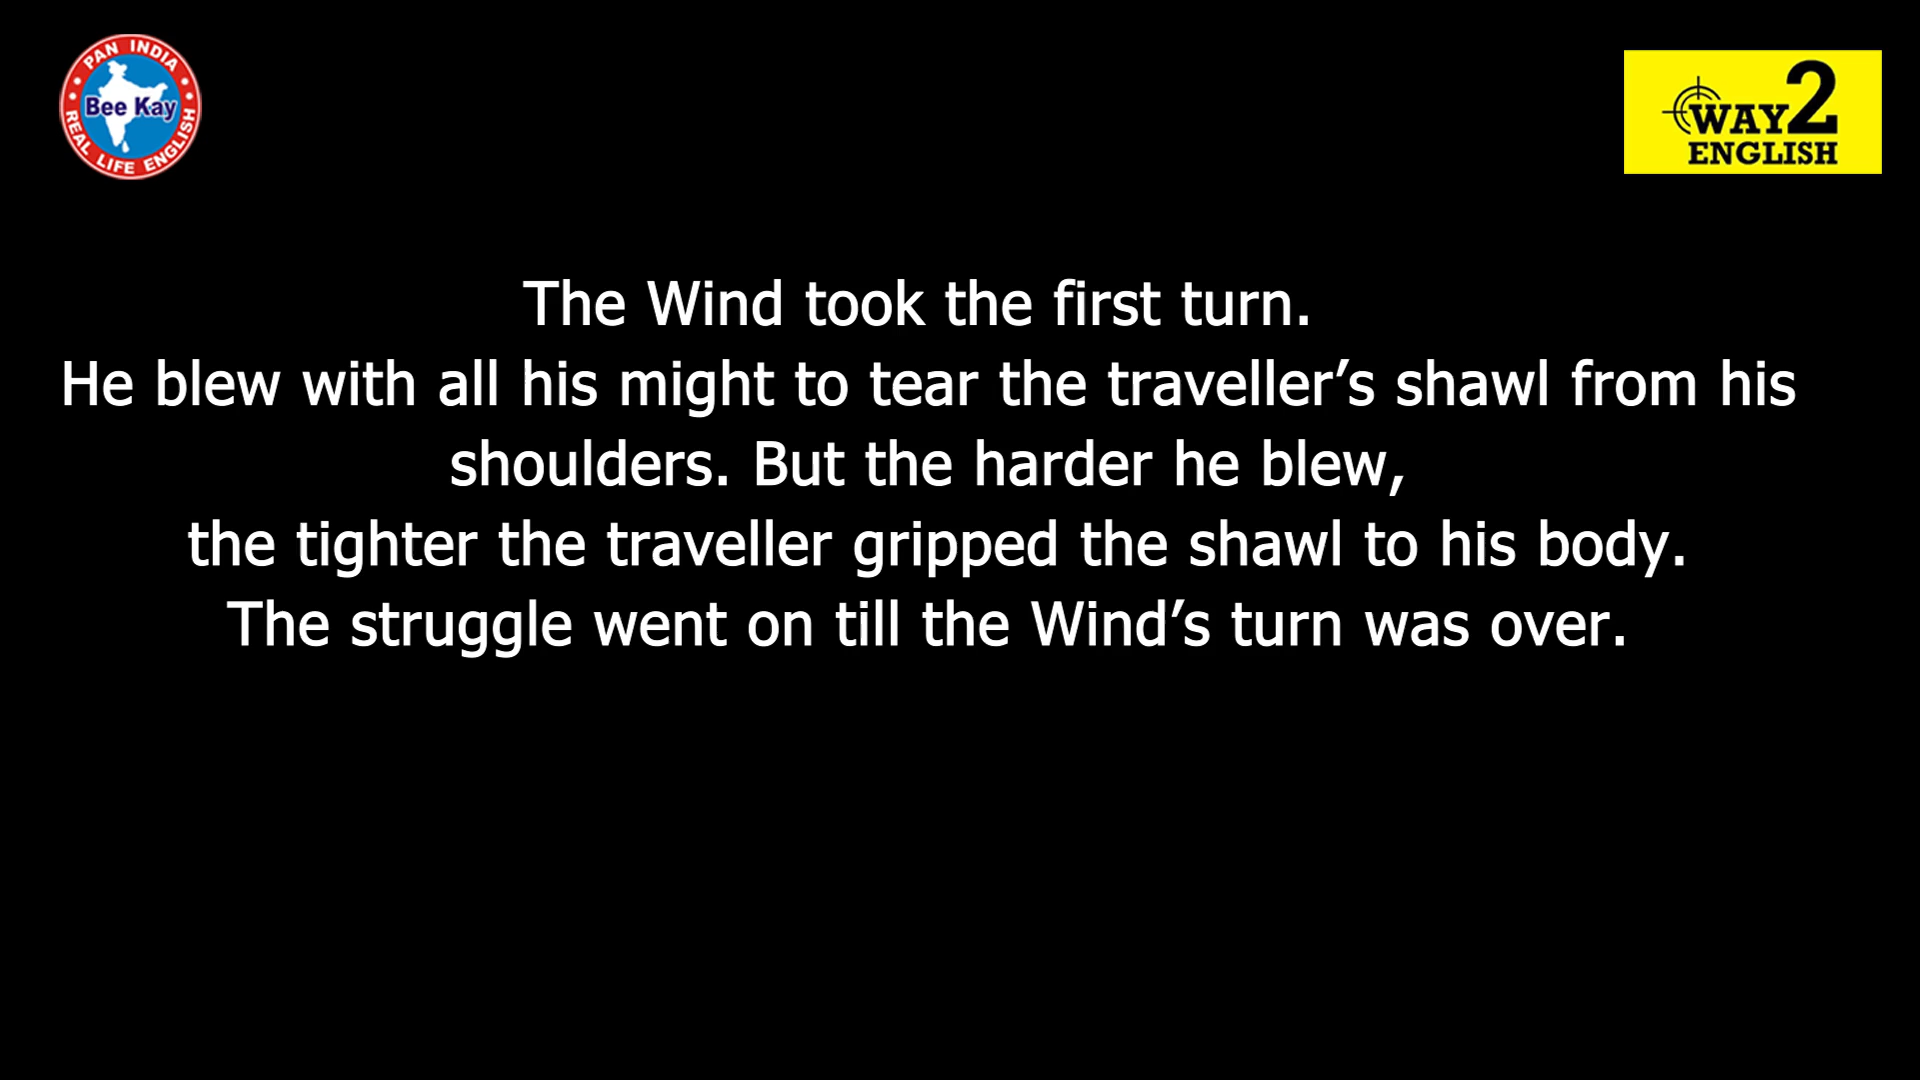 PAN INDIA
Bee Kay
REAL LIFE ENGLISH
WAY2
ENGLISH
The Wind took the first turn.
He blew with all his might to tear the traveller’s shawl from his
shoulders. But the harder he blew,
the tighter the traveller gripped the shawl to his body.
The struggle went on till the Wind’s turn was over.